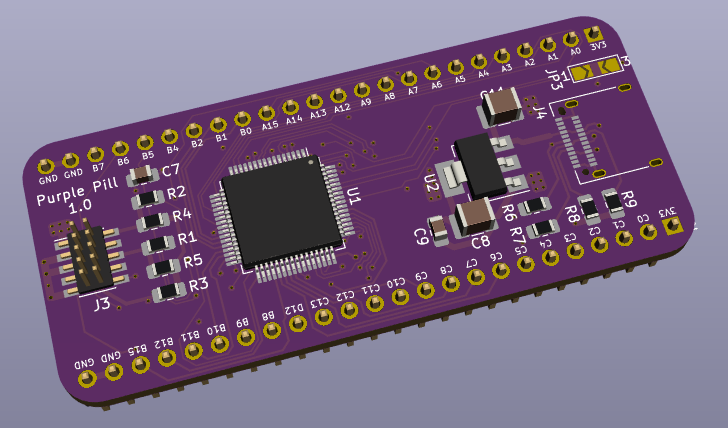 3V3
A0
A1
A2
A3
A4
A5
A6
A7
A8
A9
A12
A13
A14
A15
B0
B1
B2
B4
B5
B6
B7
GND
GND
JP1
3
JP3
J4
Purple Pill
1.0
C7
R2
R4
R1
R5
R3
J3
U1
U2
C9
C8
R6
R7
R8
R9
GND
GND
B15
B12
B11
B10
B9
B8
D12
C13
C12
C11
C10
C9
C8
C7
C6
C5
C4
C3
C2
C1
C0
3V3